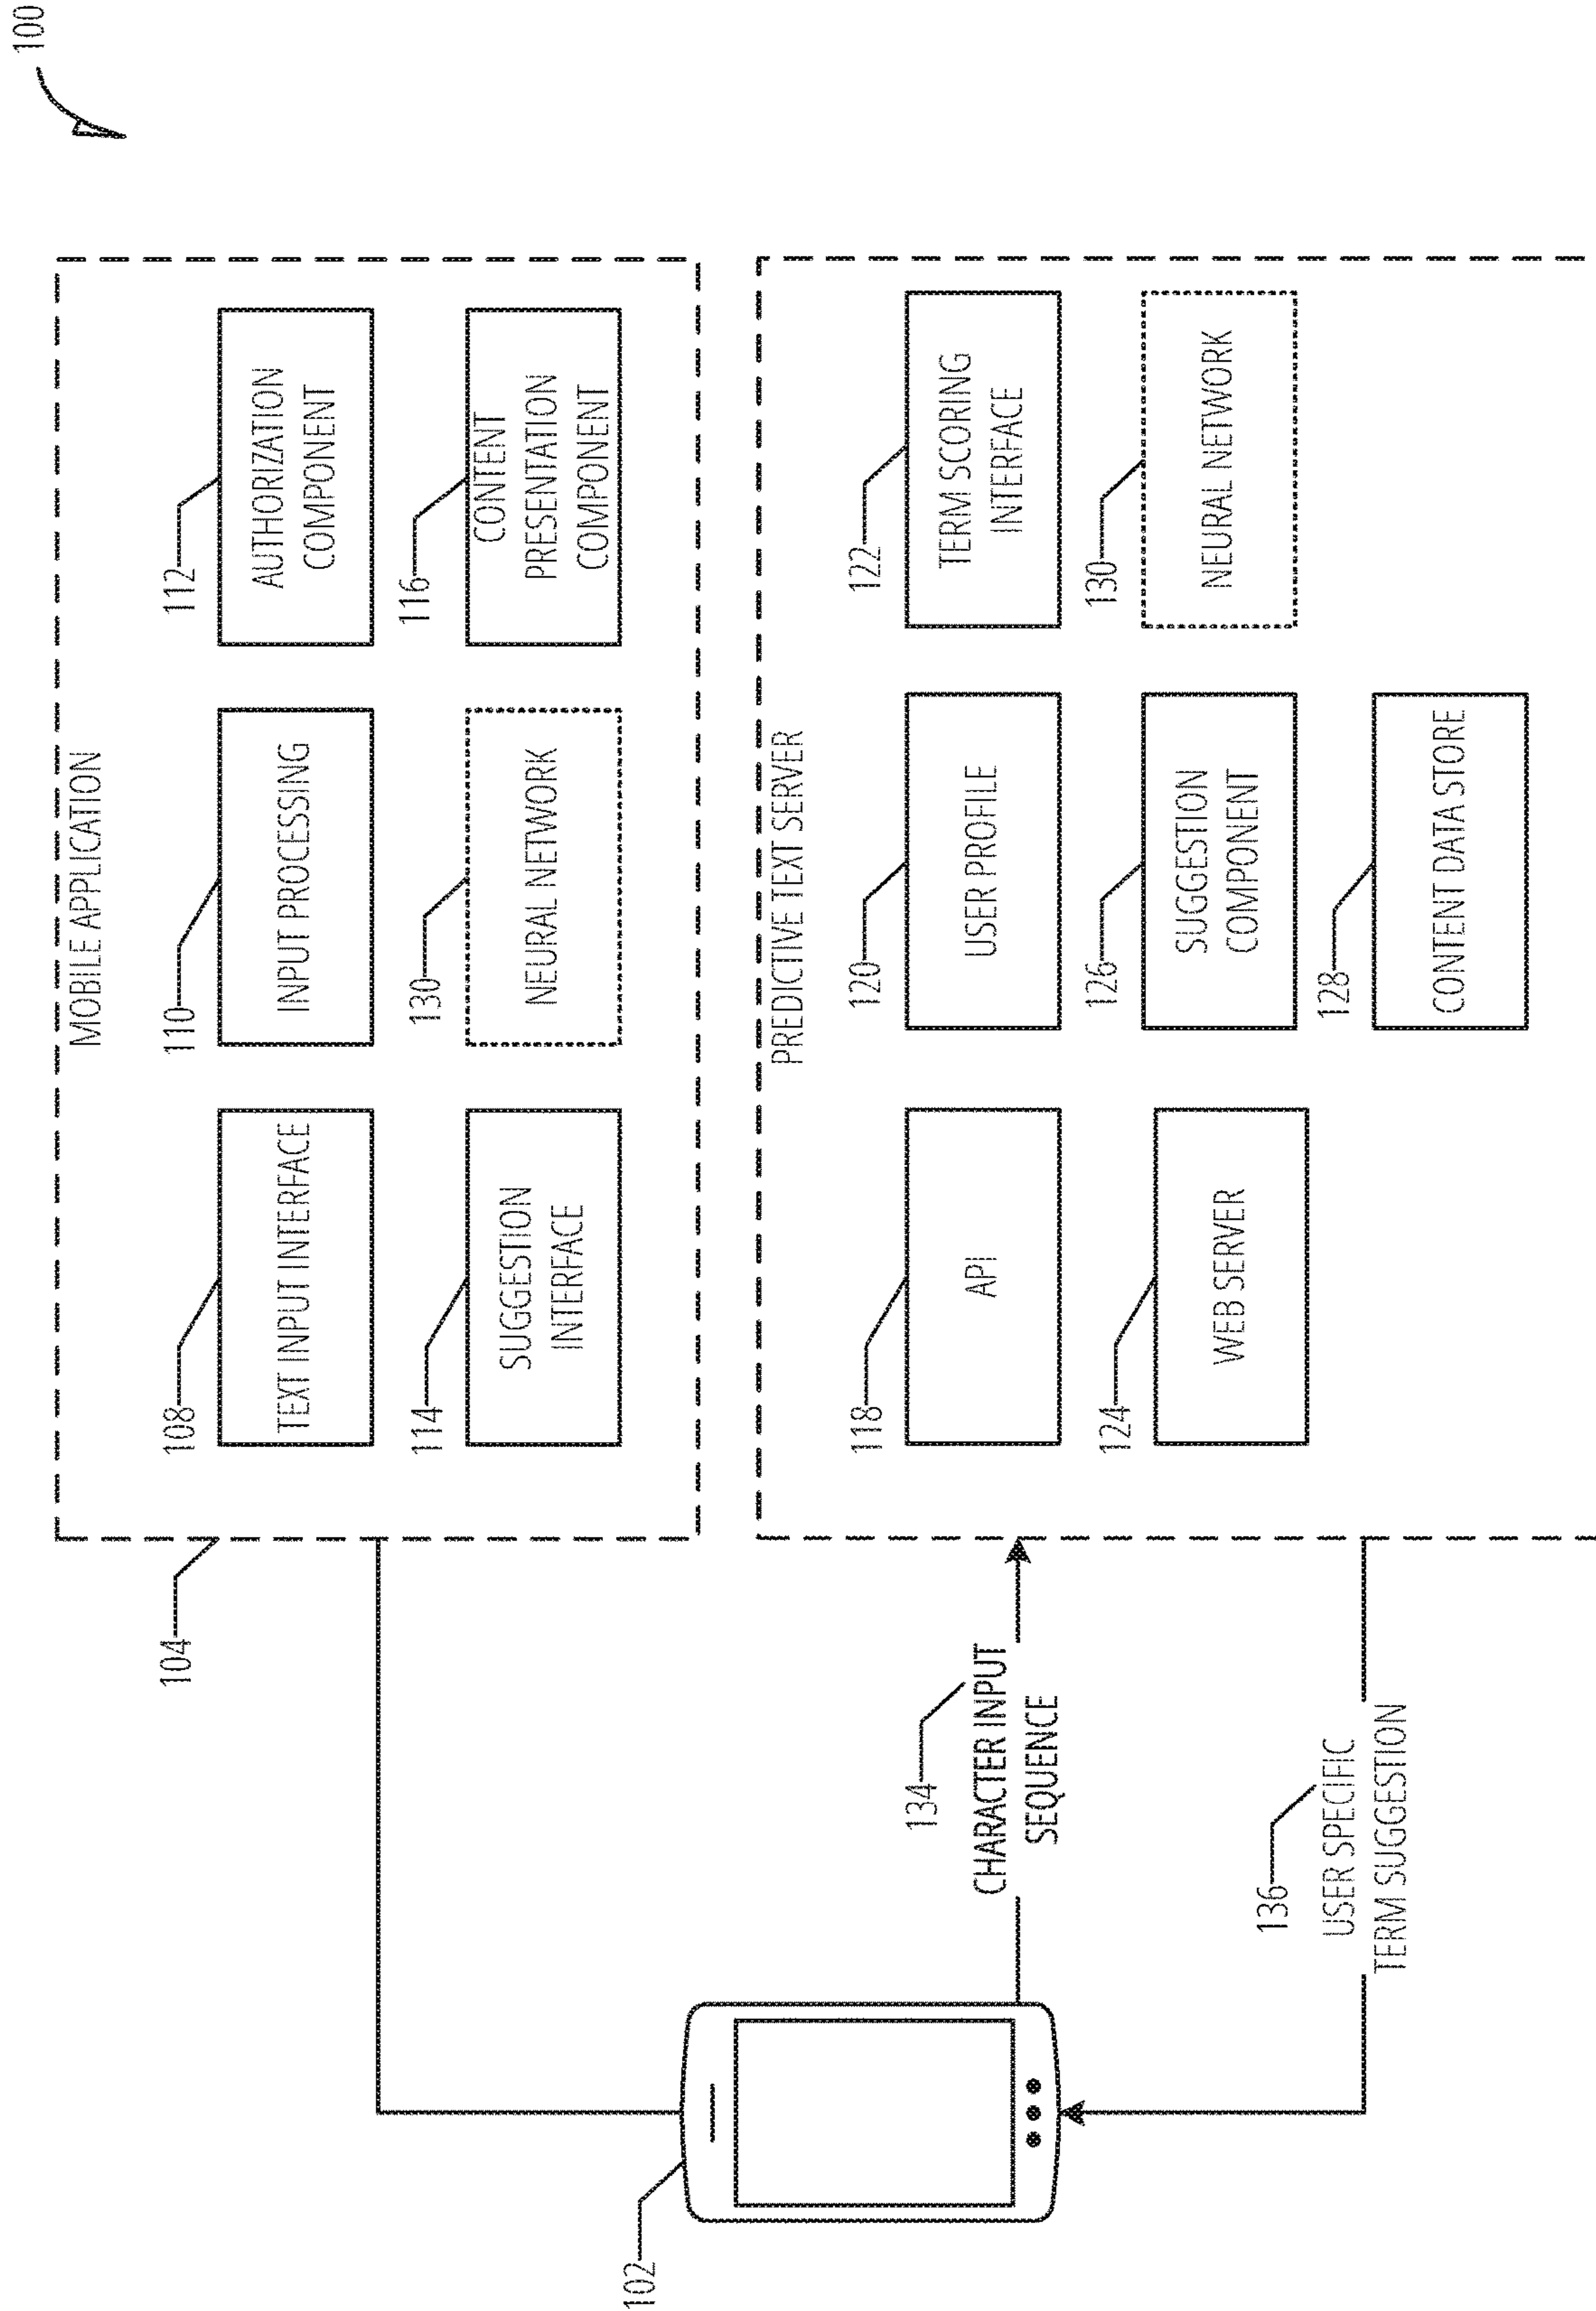 100
MOBILE APPLICATION
104
108
TEXT INPUT INTERFACE
110
INPUT PROCESSING
112
AUTHORIZATION
COMPONENT
114
SUGGESTION
INTERFACE
130
NEURAL NETWORK
116
CONTENT
PRESENTATION
COMPONENT
102
134
CHARACTER INPUT
SEQUENCE
136
USER SPECIFIC
TERM SUGGESTION
PREDICTIVE TEXT SERVER
118
API
120
USER PROFILE
122
TERM SCORING
INTERFACE
124
WEB SERVER
126
SUGGESTION
COMPONENT
130
NEURAL NETWORK
128
CONTENT DATA STORE